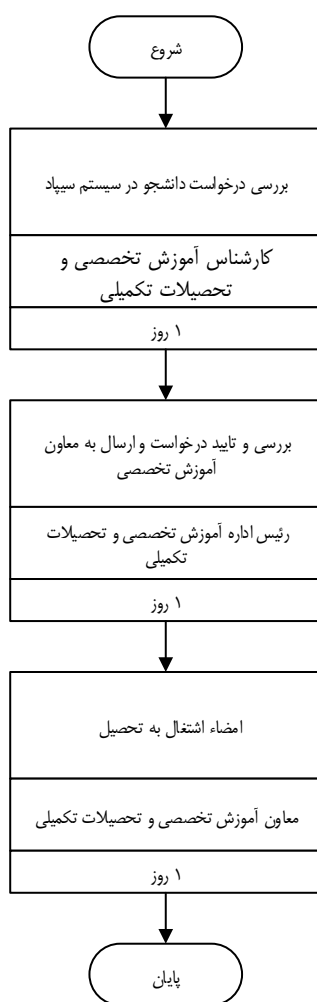 شروع
بررسی درخواست دانشجو در سیستم سیپاد
کارشناس آموزش تخصصی و
تحصیلات تکمیلی
۱ روز
بررسی و تایید درخواست و ارسال به معاون
آموزش تخصصی
رئیس اداره آموزش تخصصی و تحصیلات
تکمیلی
۱ روز
امضاء اشتغال به تحصیل
معاون آموزش تخصصی و تحصیلات تکمیلی
۱ روز
پایان